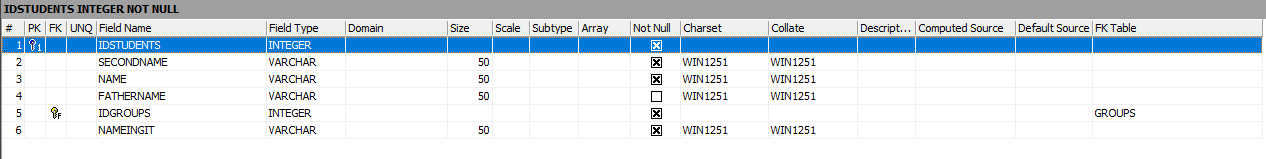 IDSTUDENTS INTEGER NOT NULL
# PK FK UNQ Field Name Field Type Domain Size Scale Subtype Array Not Null Charset Collate Descript... Computed Source Default Source FK Table
1 1 IDSTUDENTS INTEGER
2 SECONDNAME VARCHAR 50 WIN1251 WIN1251
3 NAME VARCHAR 50 WIN1251 WIN1251
4 FATHERNAME VARCHAR 50 WIN1251 WIN1251
5 F IDGROUPS INTEGER GROUPS
6 NAMEINGIT VARCHAR 50 WIN1251 WIN1251